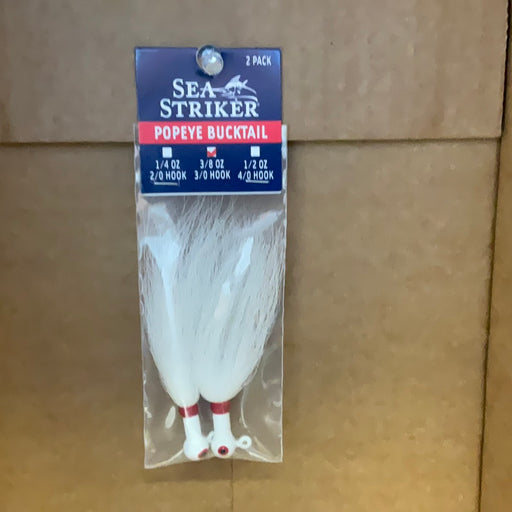 2 PACK
SEA
STRIKER
POPEYE BUCKTAIL
1/4 OZ 3/8 OZ 1/2 OZ
2/0 HOOK 3/0 HOOK 4/0 HOOK